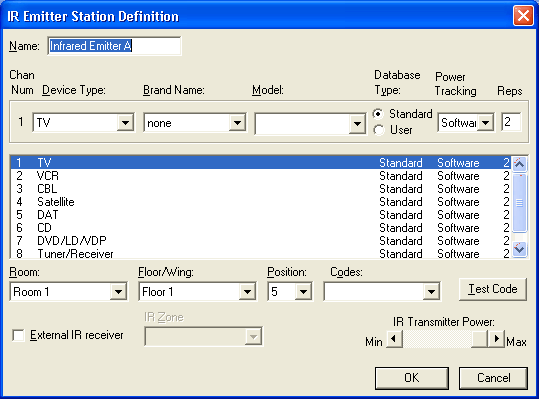 IR Emitter Station Definition
Name: Infrared Emitter A
Chan Num Device Type: Brand Name: Model: Database Type: Power Tracking Reps
1 TV none Standard User Softwar 2
1 TV Standard Software 2
2 VCR Standard Software 2
3 CBL Standard Software 2
4 Satellite Standard Software 2
5 DAT Standard Software 2
6 CD Standard Software 2
7 DVD/LD/VDP Standard Software 2
8 Tuner/Receiver Standard Software 2
Room: Floor/Wing: Position: Codes:
Room 1 Floor 1 5 Test Code
External IR receiver IR Zone IR Transmitter Power:
Min Max
OK Cancel